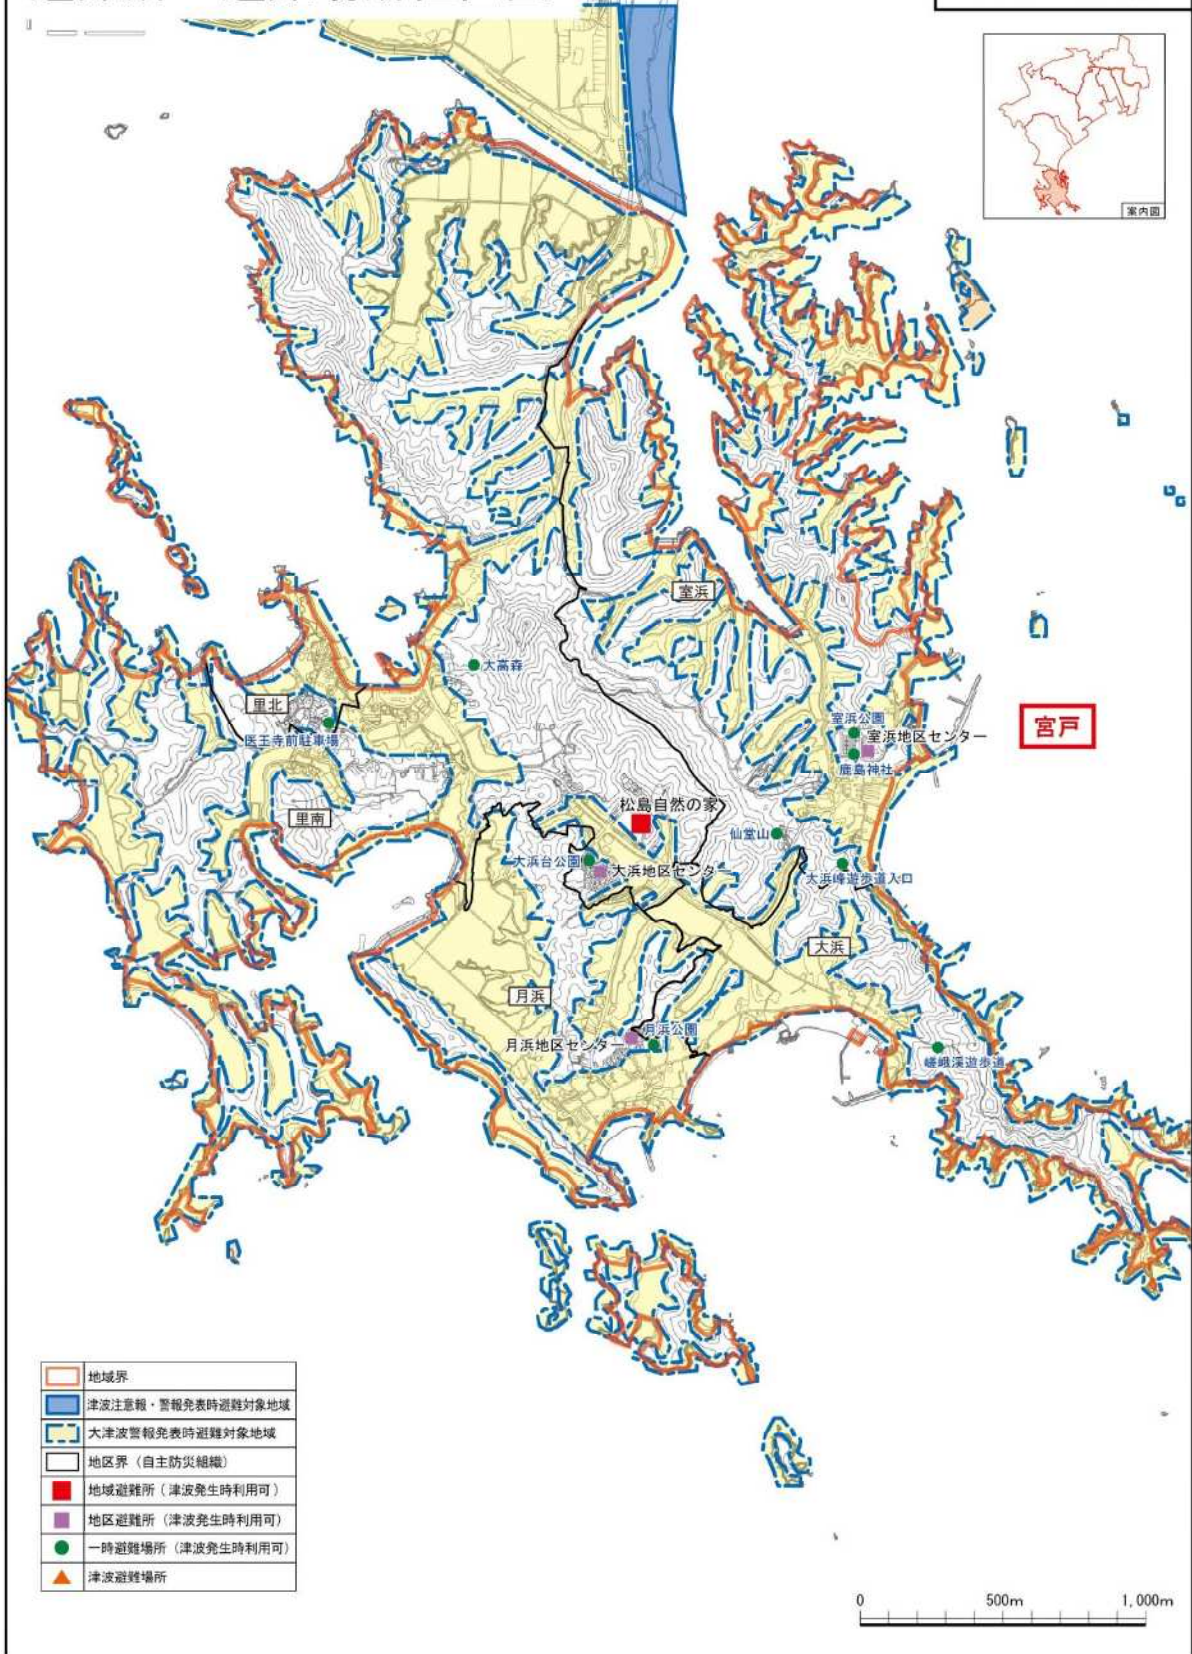 案内図
室浜
大高森
里北
医王寺前駐車場
室浜公園
室浜地区センター
鹿島神社
宮戸
里南
松島自然の家
仙堂山
大浜台公園
大浜地区センター
大浜峰遊歩道入口
大浜
月浜
月浜公園
月浜地区センター
嵯峨渓遊歩道
地域界
津波注意報・警報発表時避難対象地域
大津波警報発表時避難対象地域
地区界（自主防災組織）
地域避難所（津波発生時利用可）
地区避難所（津波発生時利用可）
一時避難場所（津波発生時利用可）
津波避難場所
0 500m 1,000m